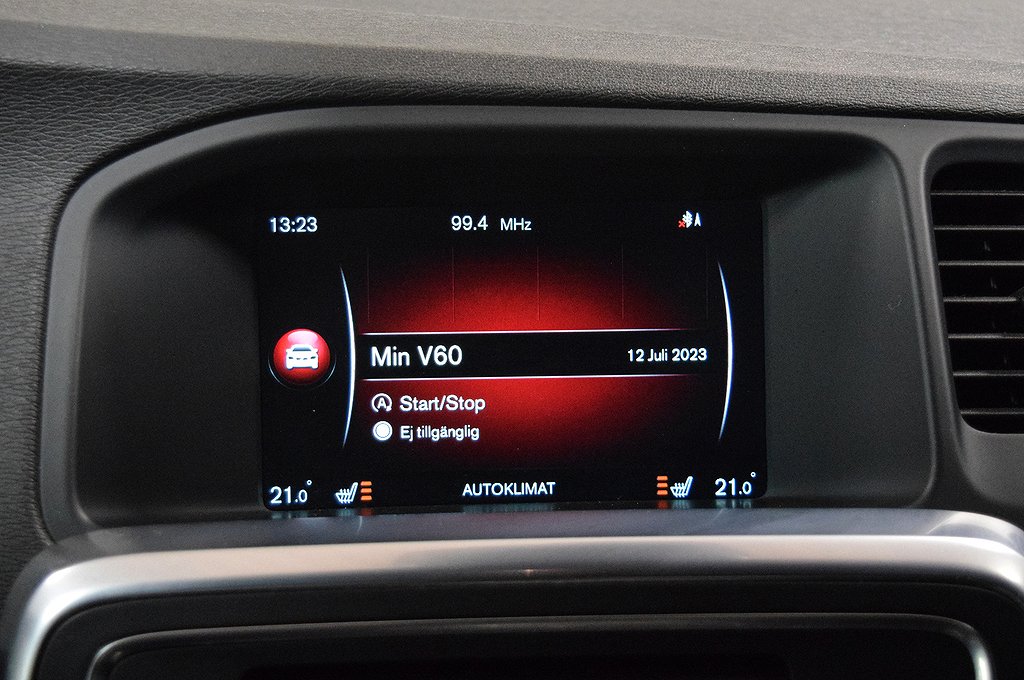 13:23 99.4 MHz
Min V60 12 Juli 2023
Start/Stop
Ej tillgänglig
21.0° AUTOKLIMAT 21.0°